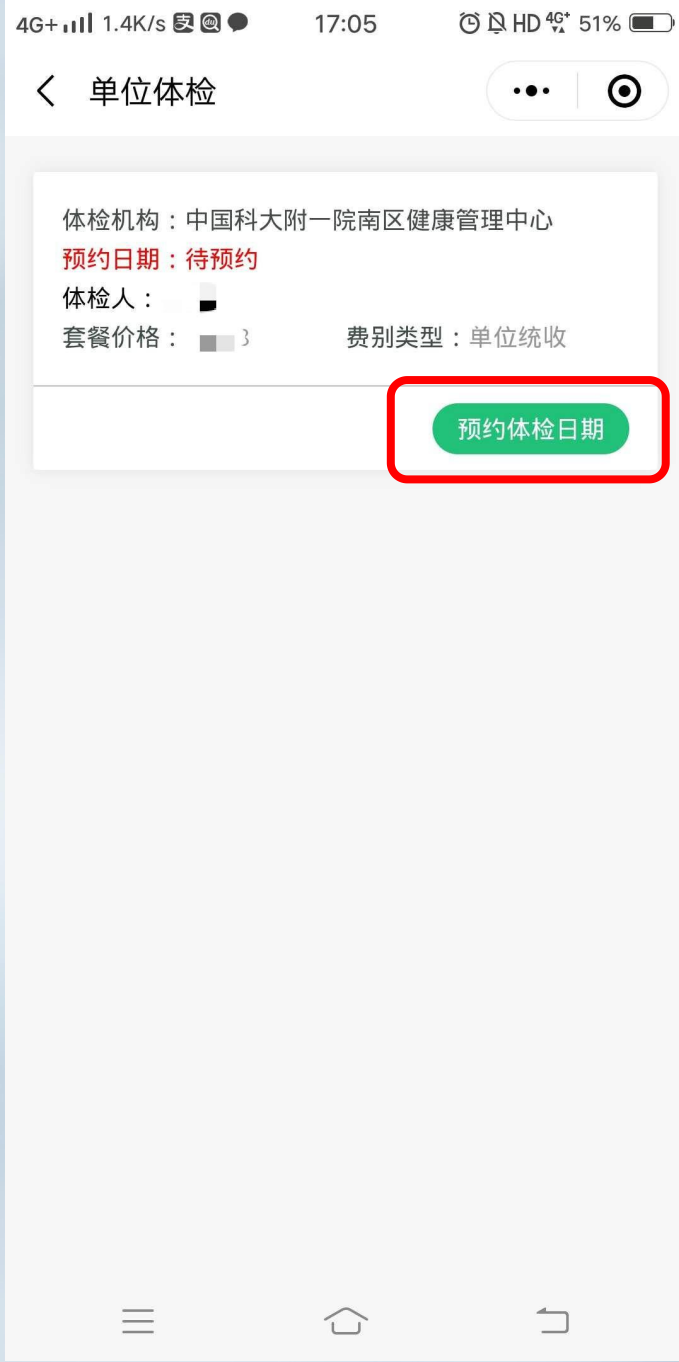 4G+ 1.4K/s 支 du 17:05 HD 4G+ 51%
单位体检
体检机构：中国科大附一院南区健康管理中心
预约日期：待预约
体检人：
套餐价格： 费别类型：单位统收
预约体检日期